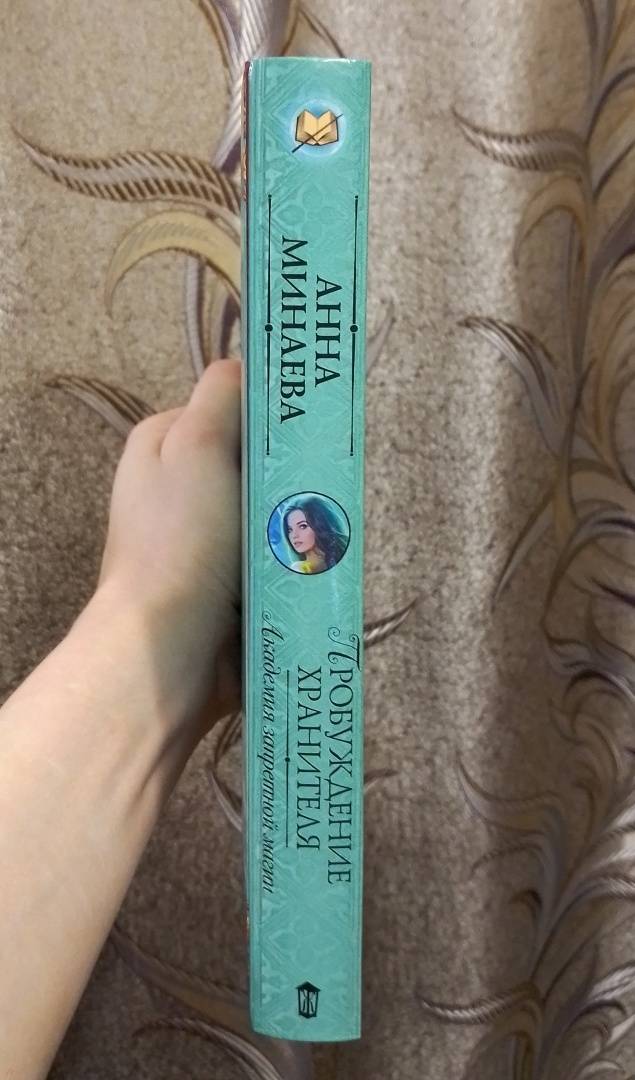 АННА
МИНАЕВА
ПРОБУЖДЕНИЕ
ХРАНИТЕЛЯ
Академия запретной магии